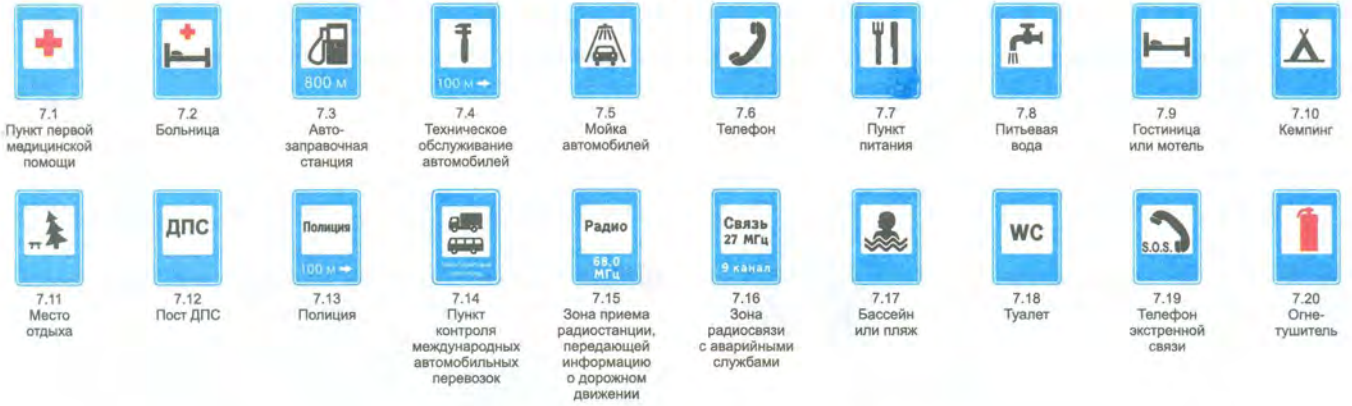 800 м
100 м
7.1
Пункт первой
медицинской
помощи
7.2
Больница
7.3
Авто-
заправочная
станция
7.4
Техническое
обслуживание
автомобилей
7.5
Мойка
автомобилей
7.6
Телефон
7.7
Пункт
питания
7.8
Питьевая
вода
7.9
Гостиница
или мотель
7.10
Кемпинг
ДПС
Полиция
100 м
Радио
68,0
МГц
Связь
27 МГц
9 канал
WC
S.O.S.
7.11
Место
отдыха
7.12
Пост ДПС
7.13
Полиция
7.14
Пункт
контроля
международных
автомобильных
перевозок
7.15
Зона приема
радиостанции,
передающей
информацию
о дорожном
движении
7.16
Зона
радиосвязи
с аварийными
службами
7.17
Бассейн
или пляж
7.18
Туалет
7.19
Телефон
экстренной
связи
7.20
Огне-
тушитель